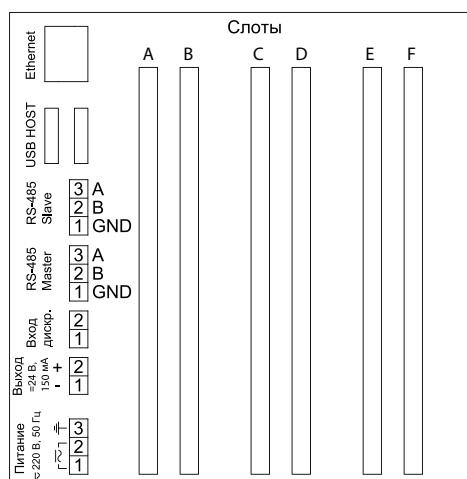 Слоты
A B C D E F
Ethernet
USB HOST
RS-485
Slave
3 A
2 B
1 GND
RS-485
Master
3 A
2 B
1 GND
Вход
дискр.
2
1
Выход
=24 В,
150 мА
+ 2
- 1
Питание
≂ 220 В, 50 Гц
3
2
1